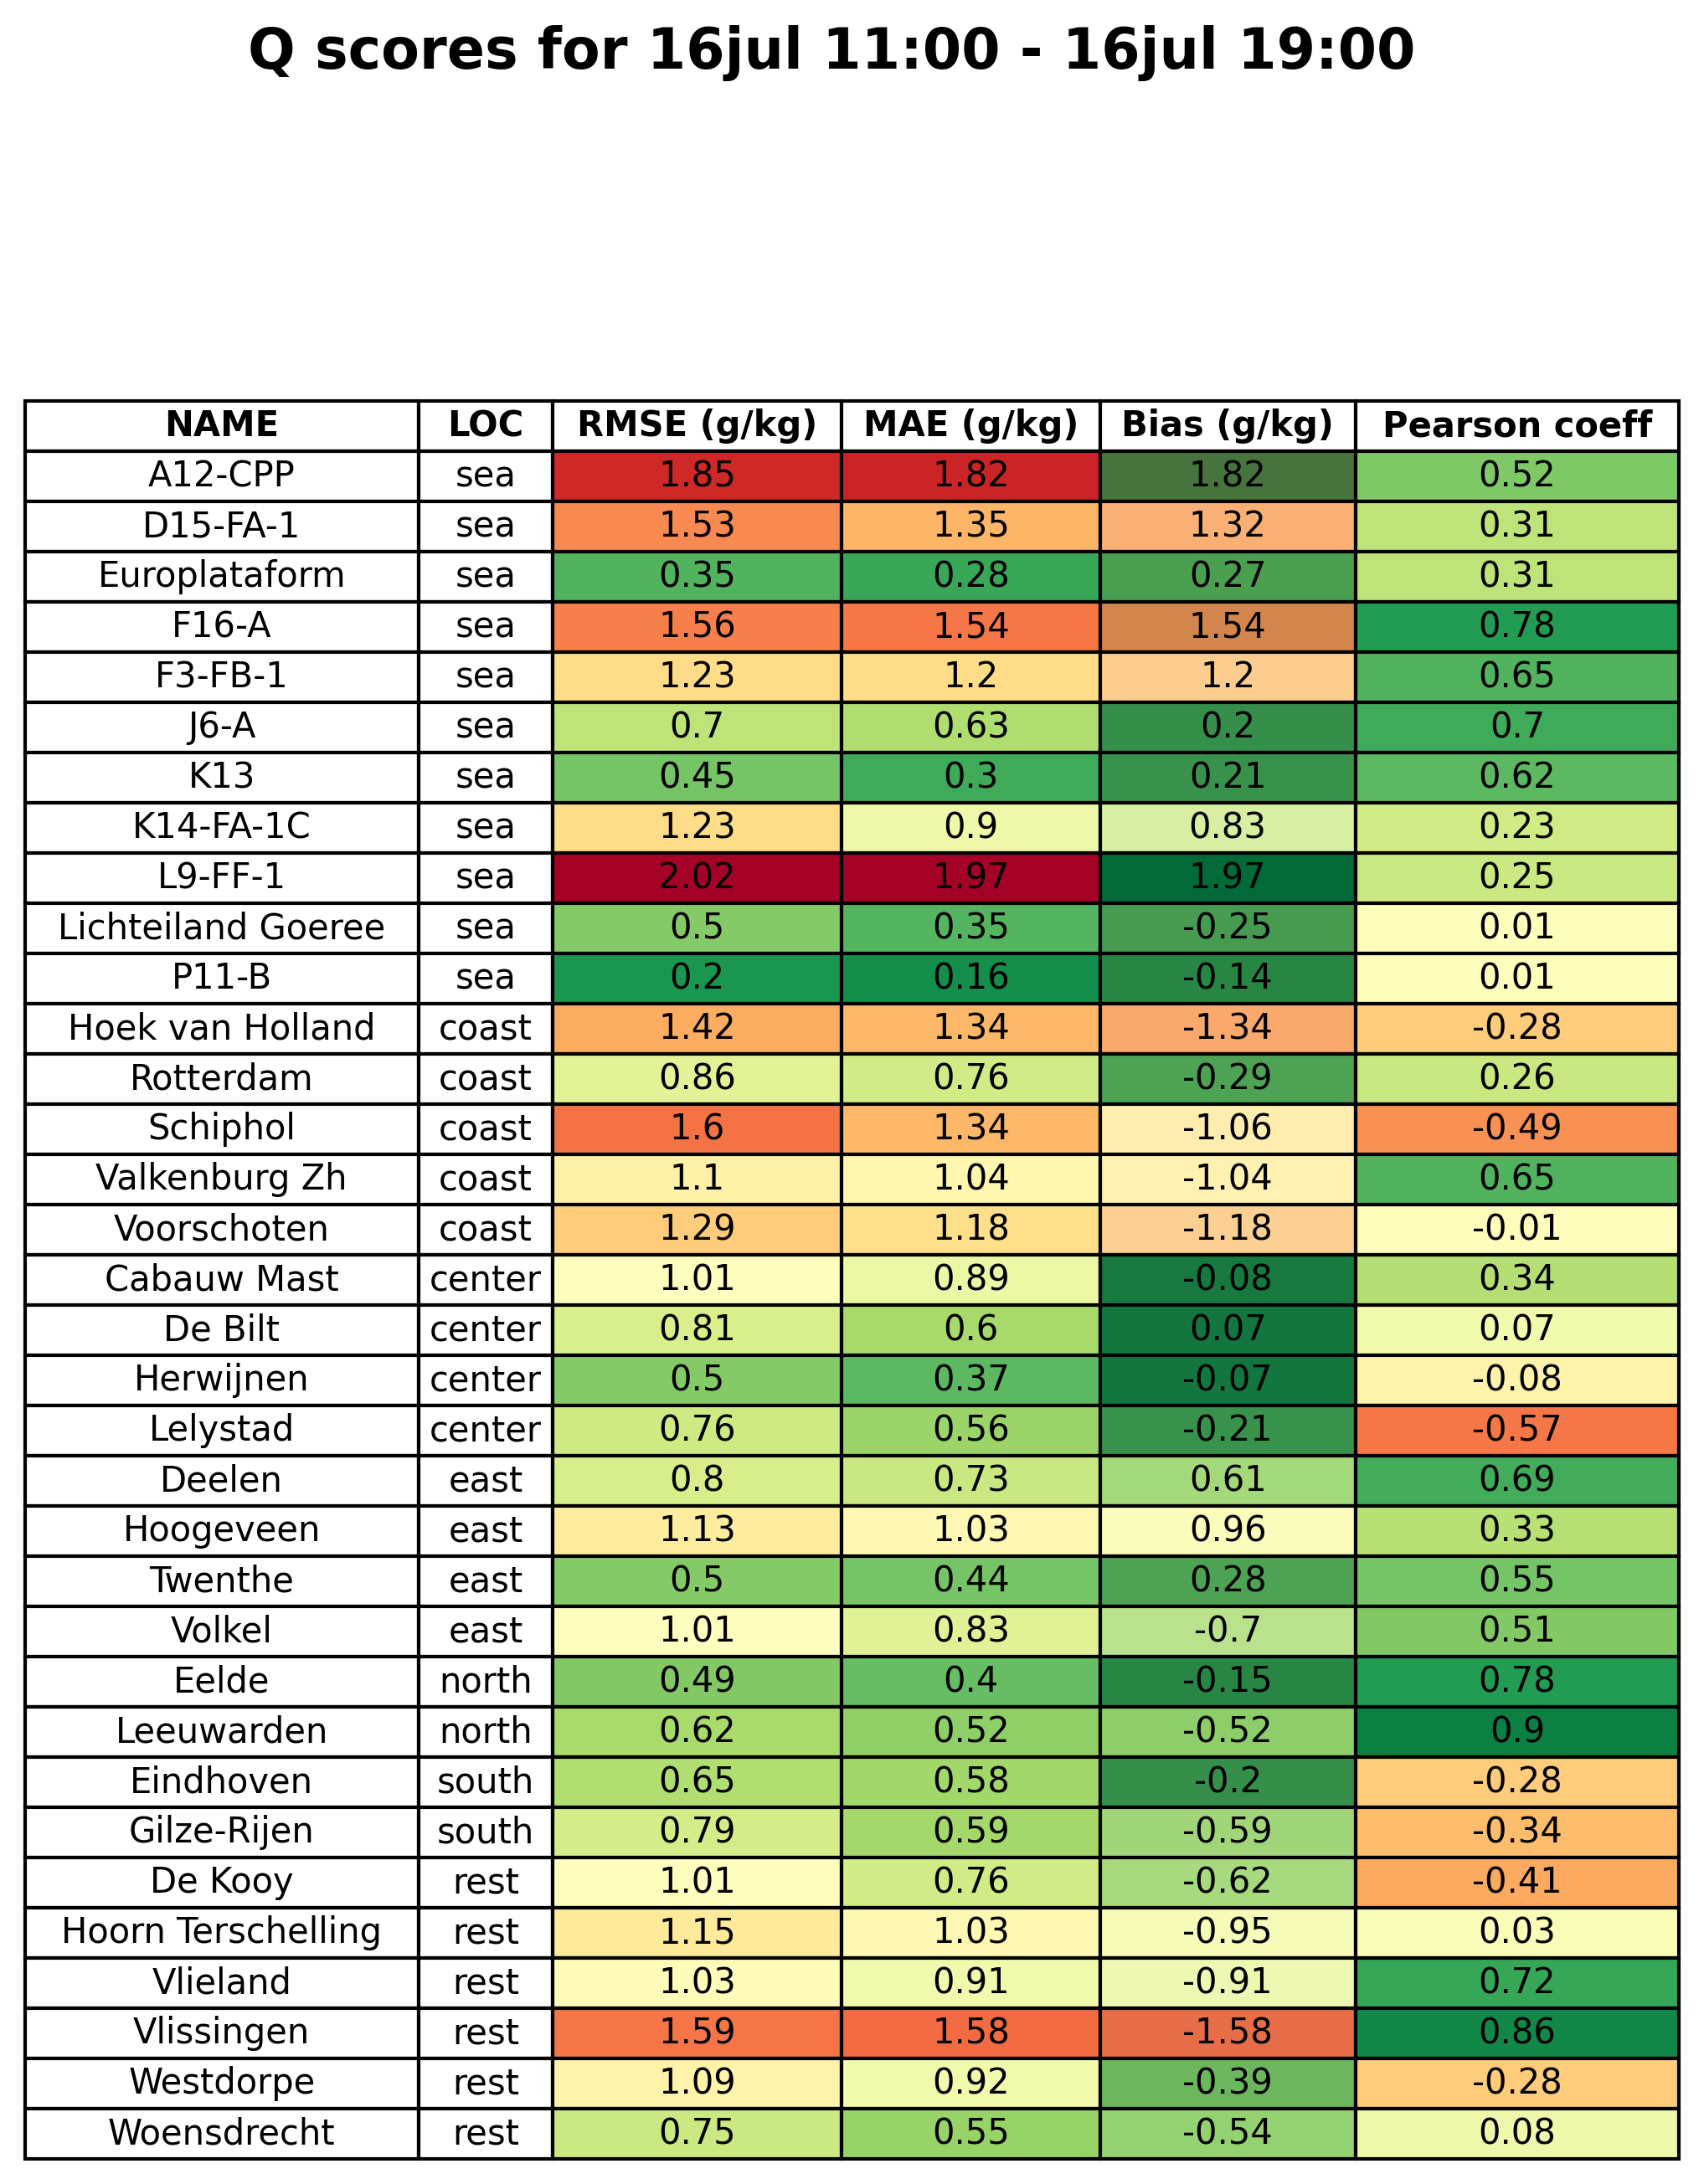 Q scores for 16jul 11:00 - 16jul 19:00
NAME LOC RMSE (g/kg) MAE (g/kg) Bias (g/kg) Pearson coeff
A12-CPP sea 1.85 1.82 1.82 0.52
D15-FA-1 sea 1.53 1.35 1.32 0.31
Europlataform sea 0.35 0.28 0.27 0.31
F16-A sea 1.56 1.54 1.54 0.78
F3-FB-1 sea 1.23 1.2 1.2 0.65
J6-A sea 0.7 0.63 0.2 0.7
K13 sea 0.45 0.3 0.21 0.62
K14-FA-1C sea 1.23 0.9 0.83 0.23
L9-FF-1 sea 2.02 1.97 1.97 0.25
Lichteiland Goeree sea 0.5 0.35 -0.25 0.01
P11-B sea 0.2 0.16 -0.14 0.01
Hoek van Holland coast 1.42 1.34 -1.34 -0.28
Rotterdam coast 0.86 0.76 -0.29 0.26
Schiphol coast 1.6 1.34 -1.06 -0.49
Valkenburg Zh coast 1.1 1.04 -1.04 0.65
Voorschoten coast 1.29 1.18 -1.18 -0.01
Cabauw Mast center 1.01 0.89 -0.08 0.34
De Bilt center 0.81 0.6 0.07 0.07
Herwijnen center 0.5 0.37 -0.07 -0.08
Lelystad center 0.76 0.56 -0.21 -0.57
Deelen east 0.8 0.73 0.61 0.69
Hoogeveen east 1.13 1.03 0.96 0.33
Twenthe east 0.5 0.44 0.28 0.55
Volkel east 1.01 0.83 -0.7 0.51
Eelde north 0.49 0.4 -0.15 0.78
Leeuwarden north 0.62 0.52 -0.52 0.9
Eindhoven south 0.65 0.58 -0.2 -0.28
Gilze-Rijen south 0.79 0.59 -0.59 -0.34
De Kooy rest 1.01 0.76 -0.62 -0.41
Hoorn Terschelling rest 1.15 1.03 -0.95 0.03
Vlieland rest 1.03 0.91 -0.91 0.72
Vlissingen rest 1.59 1.58 -1.58 0.86
Westdorpe rest 1.09 0.92 -0.39 -0.28
Woensdrecht rest 0.75 0.55 -0.54 0.08